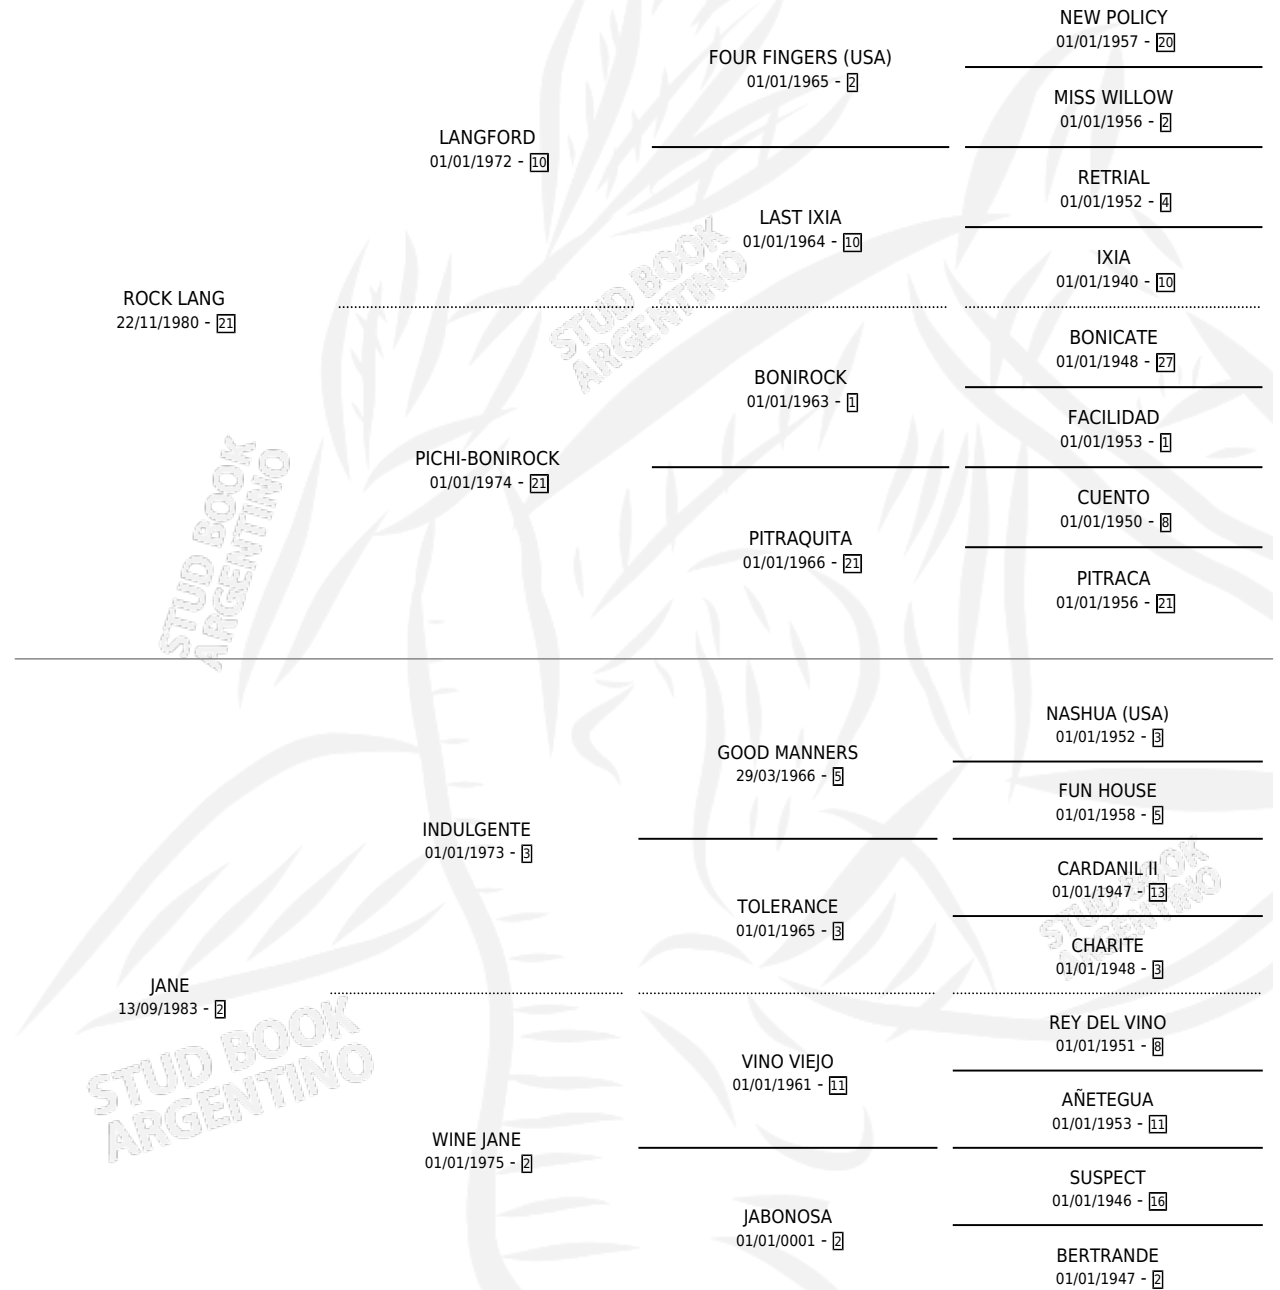 NEW POLICY
01/01/1957 - 20
FOUR FINGERS (USA)
01/01/1965 - 2
MISS WILLOW
01/01/1956 - 2
LANGFORD
01/01/1972 - 10
RETRIAL
01/01/1952 - 4
LAST IXIA
01/01/1964 - 10
IXIA
01/01/1940 - 10
ROCK LANG
22/11/1980 - 21
BONICATE
01/01/1948 - 27
BONIROCK
01/01/1963 - 1
FACILIDAD
01/01/1953 - 1
PICHI-BONIROCK
01/01/1974 - 21
CUENTO
01/01/1950 - 8
PITRAQUITA
01/01/1966 - 21
PITRACA
01/01/1956 - 21
STUD BOOK
ARGENTINO
STUD BOOK
ARGENTINO
NASHUA (USA)
01/01/1952 - 3
GOOD MANNERS
29/03/1966 - 5
FUN HOUSE
01/01/1958 - 5
INDULGENTE
01/01/1973 - 3
CARDANIL II
01/01/1947 - 13
TOLERANCE
01/01/1965 - 3
CHARITE
01/01/1948 - 3
STUD BOOK
ARGENTINO
JANE
13/09/1983 - 2
REY DEL VINO
01/01/1951 - 8
VINO VIEJO
01/01/1961 - 11
AÑETEGUA
01/01/1953 - 11
STUD BOOK
ARGENTINO
WINE JANE
01/01/1975 - 2
SUSPECT
01/01/1946 - 16
JABONOSA
01/01/0001 - 2
BERTRANDE
01/01/1947 - 2